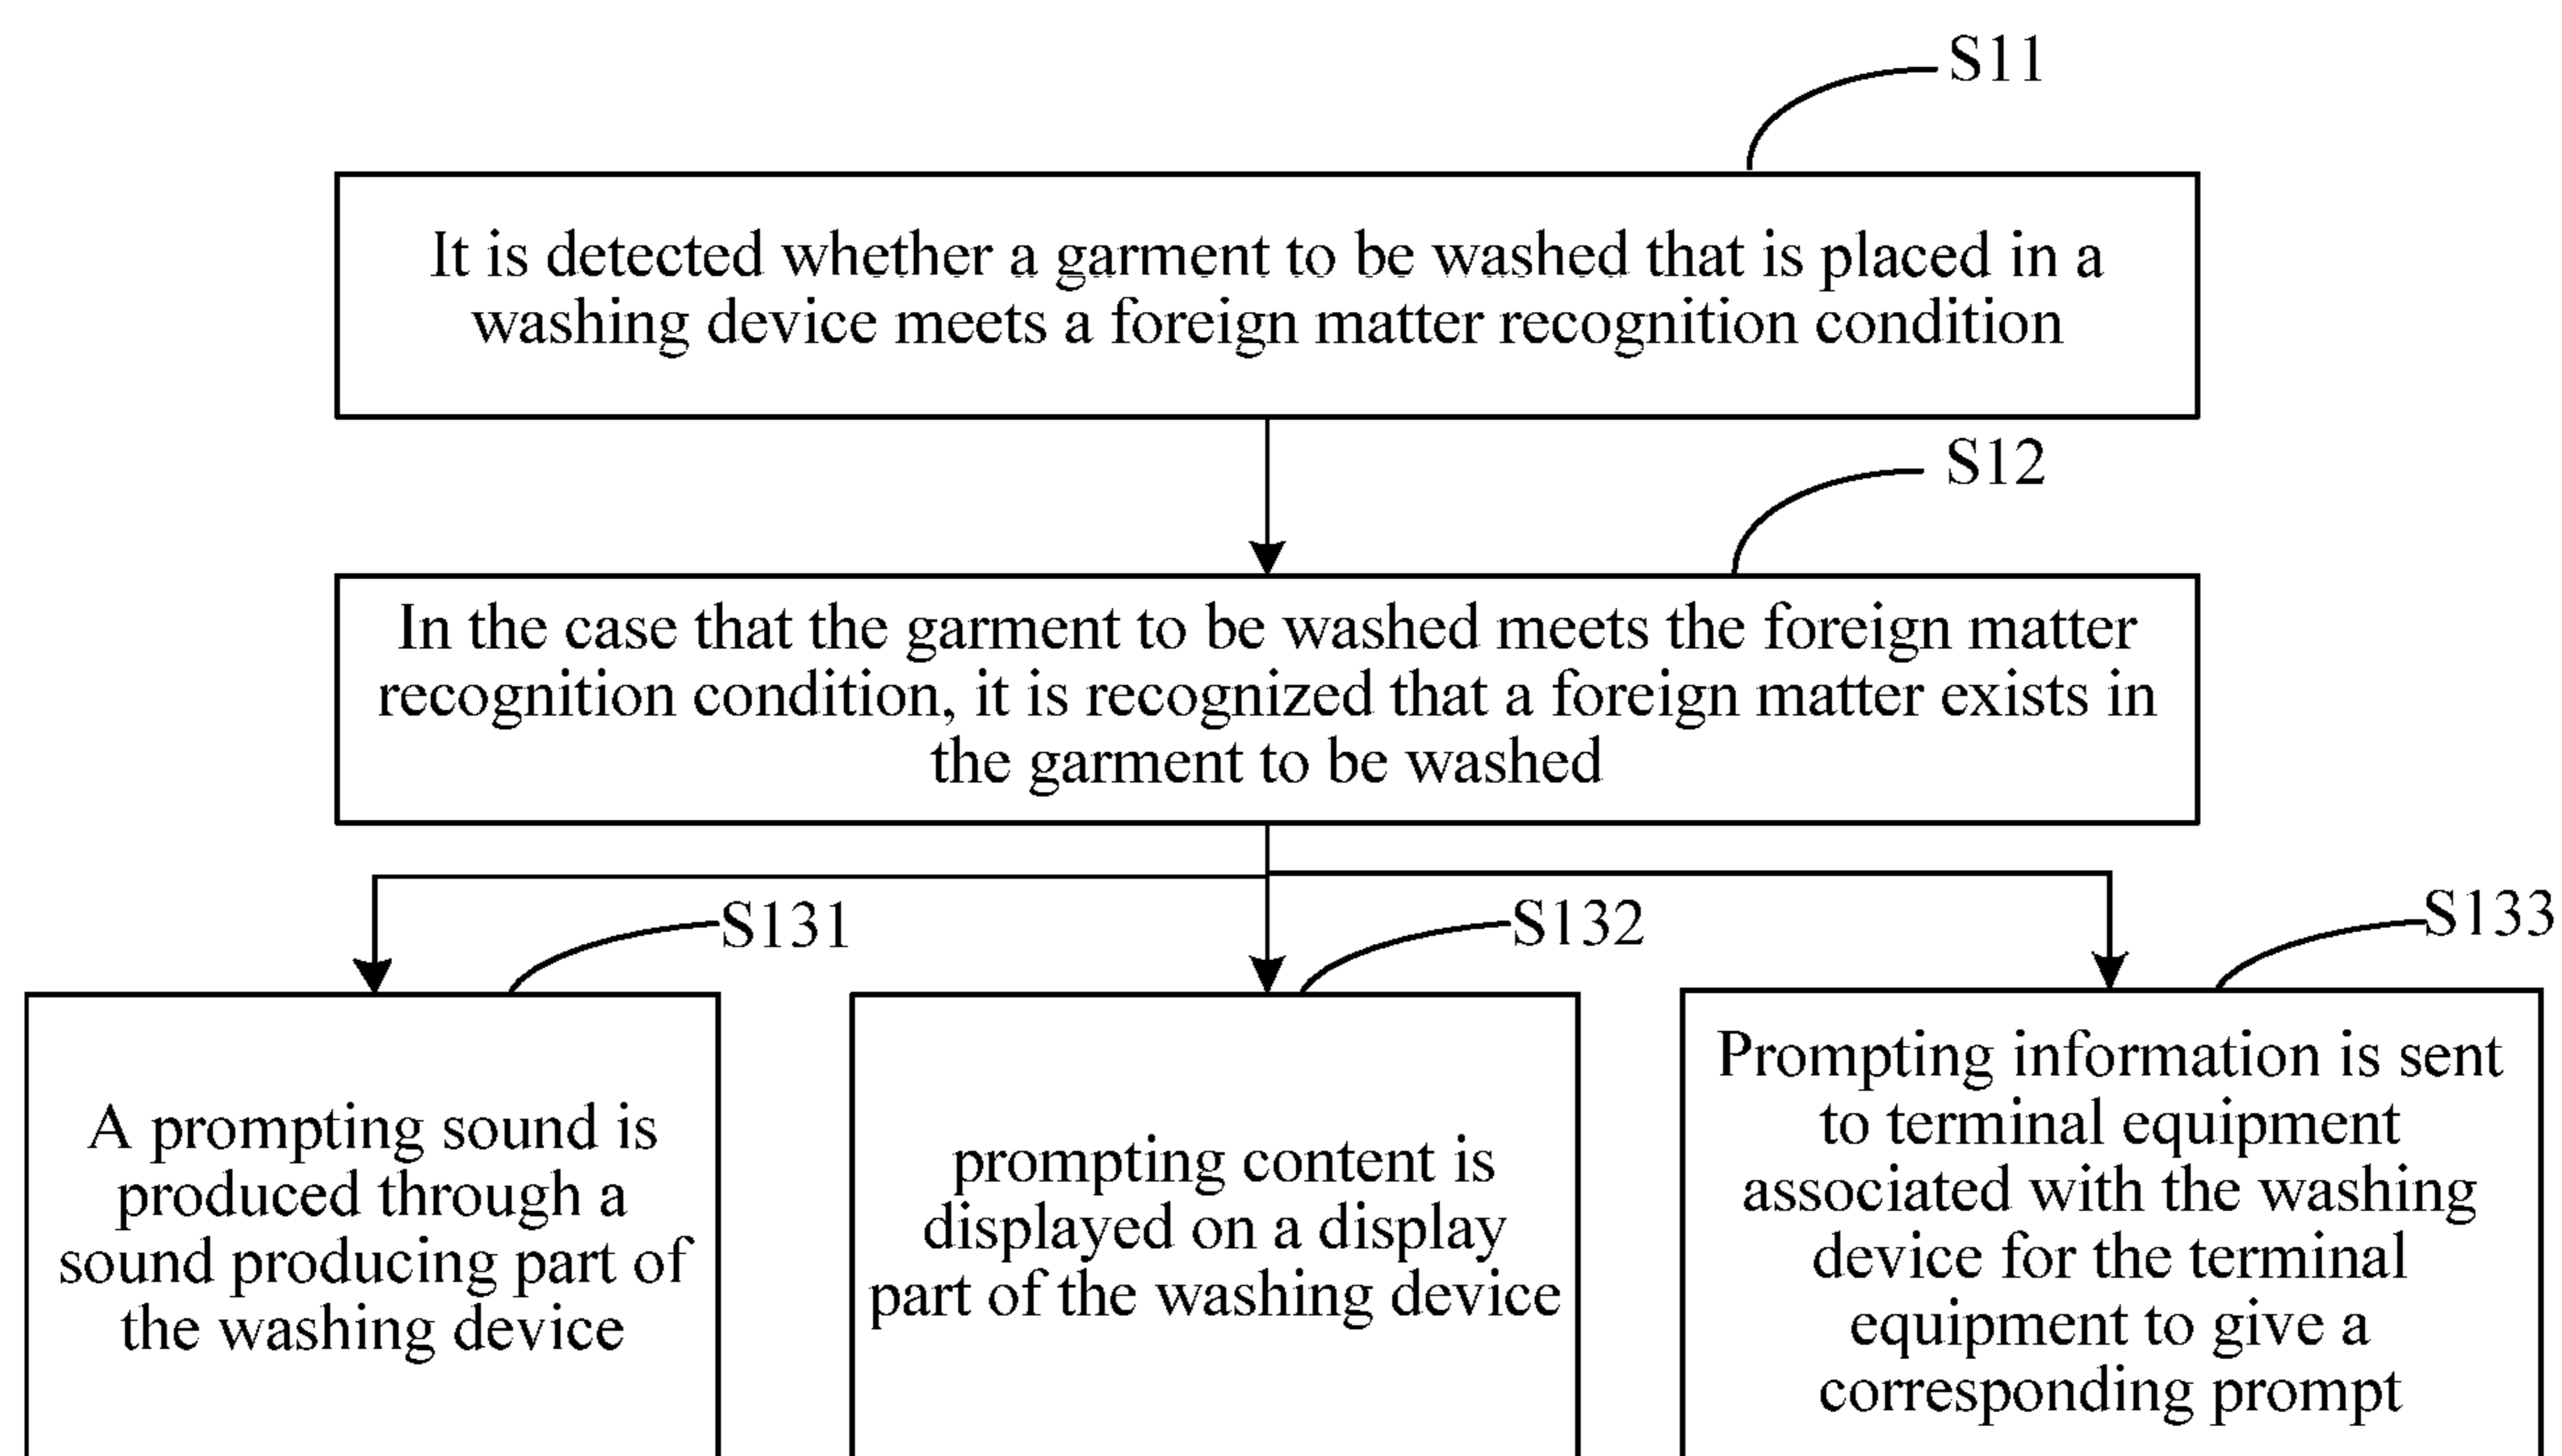 S11
It is detected whether a garment to be washed that is placed in a
washing device meets a foreign matter recognition condition
S12
In the case that the garment to be washed meets the foreign matter
recognition condition, it is recognized that a foreign matter exists in
the garment to be washed
S131
A prompting sound is
produced through a
sound producing part of
the washing device
S132
prompting content is
displayed on a display
part of the washing device
S133
Prompting information is sent
to terminal equipment
associated with the washing
device for the terminal
equipment to give a
corresponding prompt